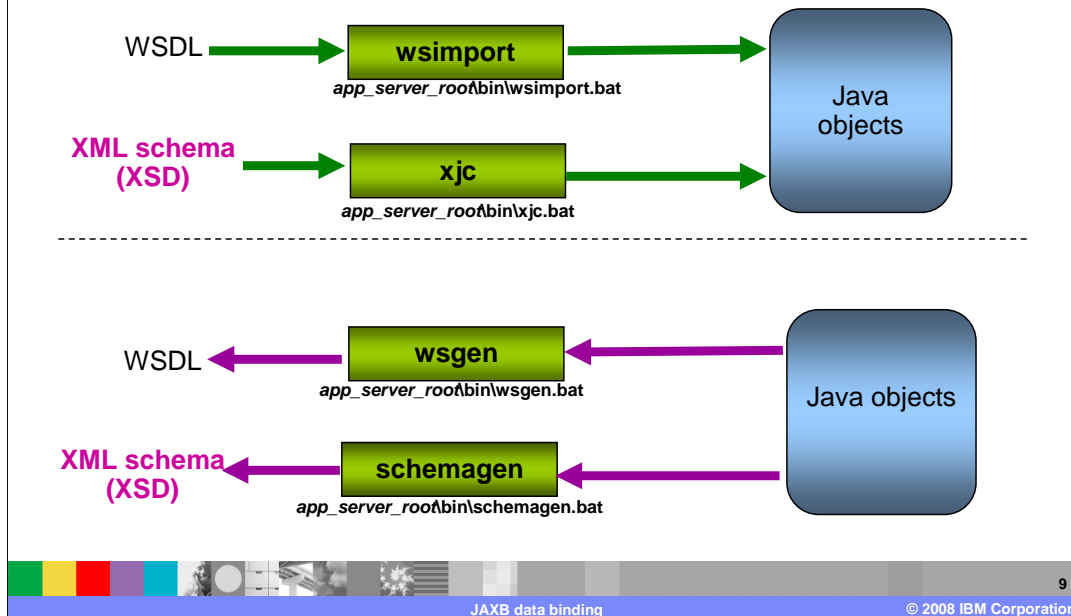 WSDL
wsimport
app_server_root\bin\wsimport.bat
Java
objects
XML schema
(XSD)
xjc
app_server_root\bin\xjc.bat
WSDL
wsgen
app_server_root\bin\wsgen.bat
Java objects
XML schema
(XSD)
schemagen
app_server_root\bin\schemagen.bat
9
JAXB data binding
© 2008 IBM Corporation